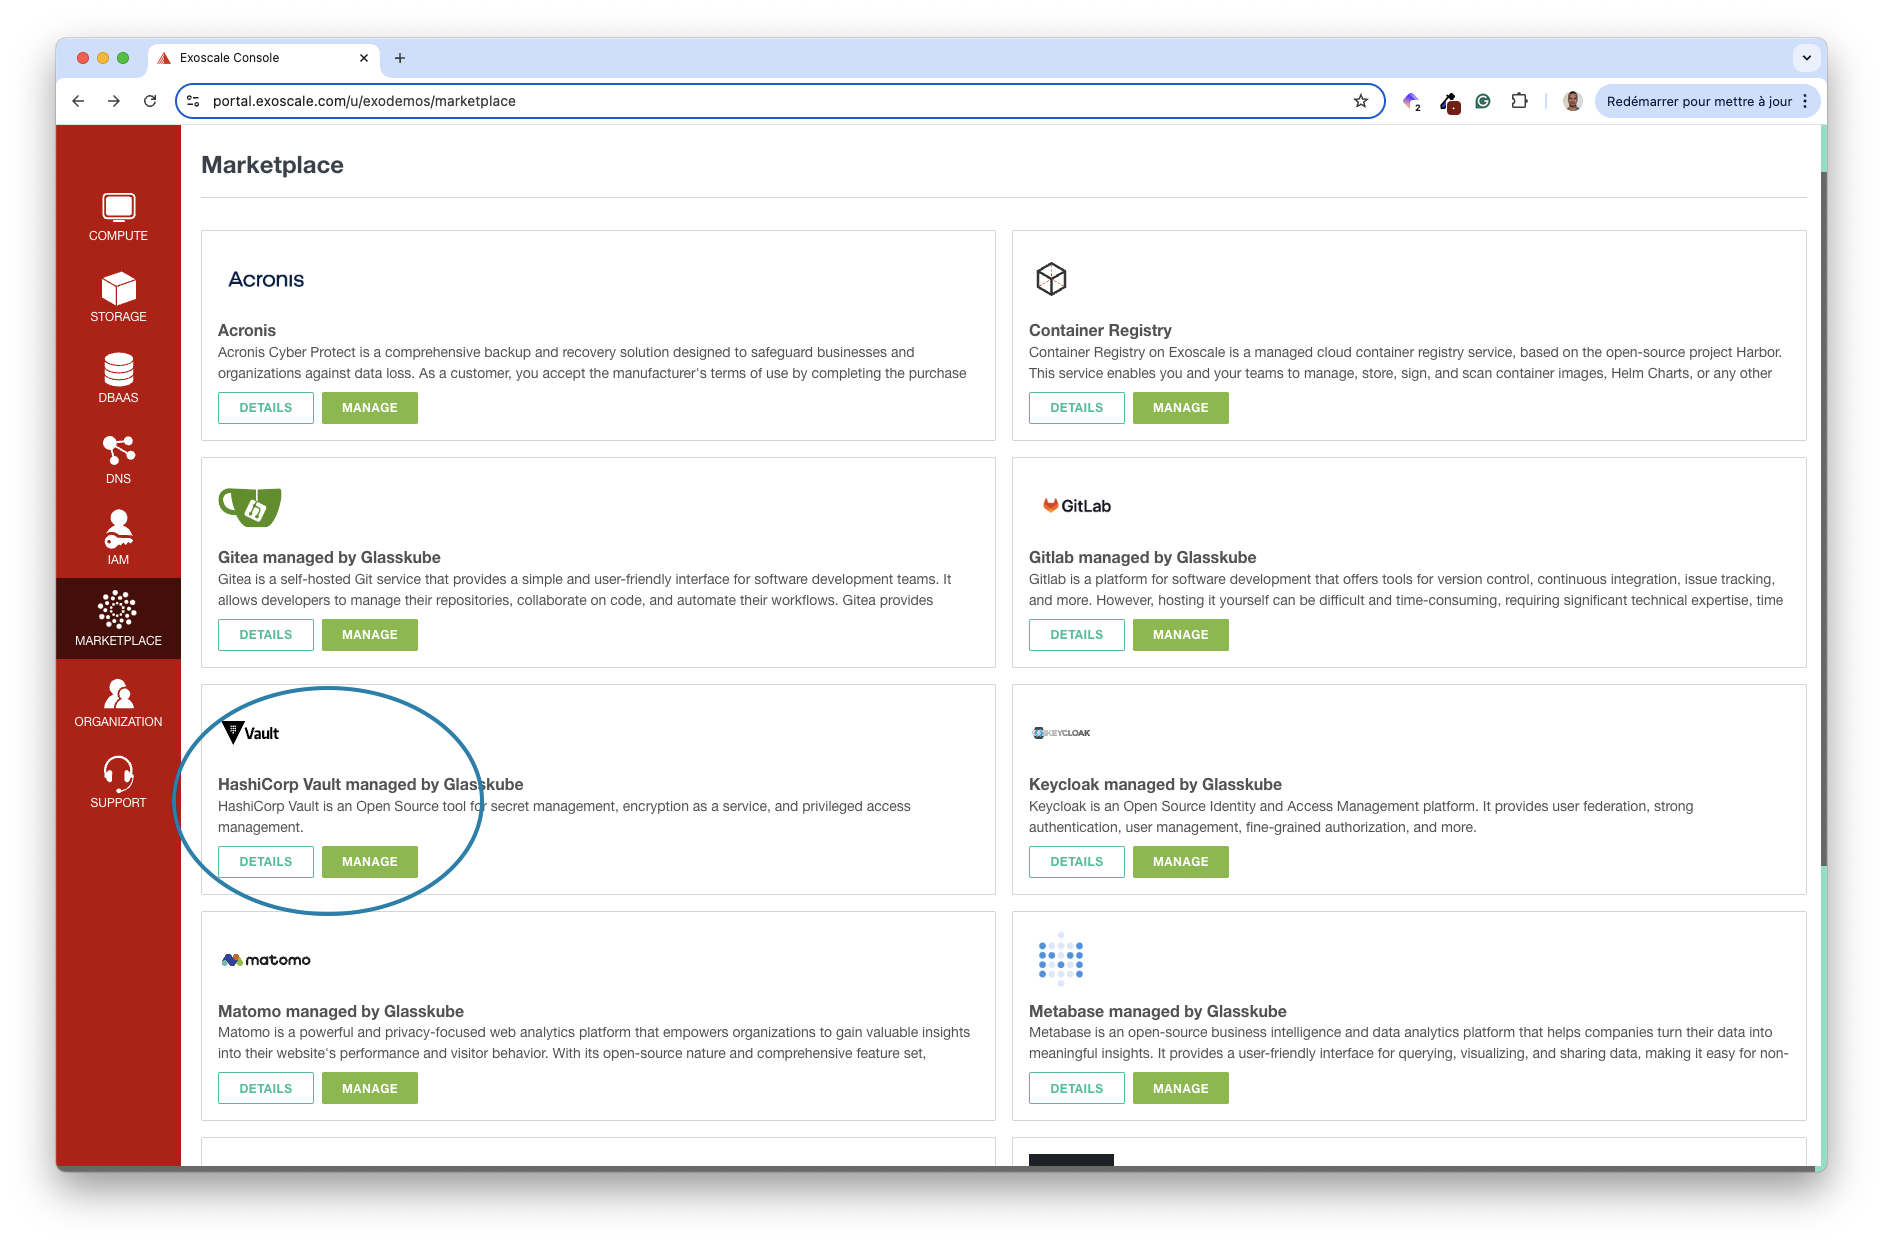 Exoscale Console
portal.exoscale.com/u/exodemos/marketplace
2
Redémarrer pour mettre à jour
Marketplace
COMPUTE
STORAGE
DBAAS
DNS
IAM
MARKETPLACE
ORGANIZATION
SUPPORT
Acronis
Acronis
Acronis Cyber Protect is a comprehensive backup and recovery solution designed to safeguard businesses and
organizations against data loss. As a customer, you accept the manufacturer's terms of use by completing the purchase
DETAILS MANAGE
Container Registry
Container Registry on Exoscale is a managed cloud container registry service, based on the open-source project Harbor.
This service enables you and your teams to manage, store, sign, and scan container images, Helm Charts, or any other
DETAILS MANAGE
Gitea managed by Glasskube
Gitea is a self-hosted Git service that provides a simple and user-friendly interface for software development teams. It
allows developers to manage their repositories, collaborate on code, and automate their workflows. Gitea provides
DETAILS MANAGE
GitLab
Gitlab managed by Glasskube
Gitlab is a platform for software development that offers tools for version control, continuous integration, issue tracking,
and more. However, hosting it yourself can be difficult and time-consuming, requiring significant technical expertise, time
DETAILS MANAGE
Vault
HashiCorp Vault managed by Glasskube
HashiCorp Vault is an Open Source tool for secret management, encryption as a service, and privileged access
management.
DETAILS MANAGE
KEYCLOAK
Keycloak managed by Glasskube
Keycloak is an Open Source Identity and Access Management platform. It provides user federation, strong
authentication, user management, fine-grained authorization, and more.
DETAILS MANAGE
matomo
Matomo managed by Glasskube
Matomo is a powerful and privacy-focused web analytics platform that empowers organizations to gain valuable insights
into their website's performance and visitor behavior. With its open-source nature and comprehensive feature set,
DETAILS MANAGE
Metabase managed by Glasskube
Metabase is an open-source business intelligence and data analytics platform that helps companies turn their data into
meaningful insights. It provides a user-friendly interface for querying, visualizing, and sharing data, making it easy for non-
DETAILS MANAGE